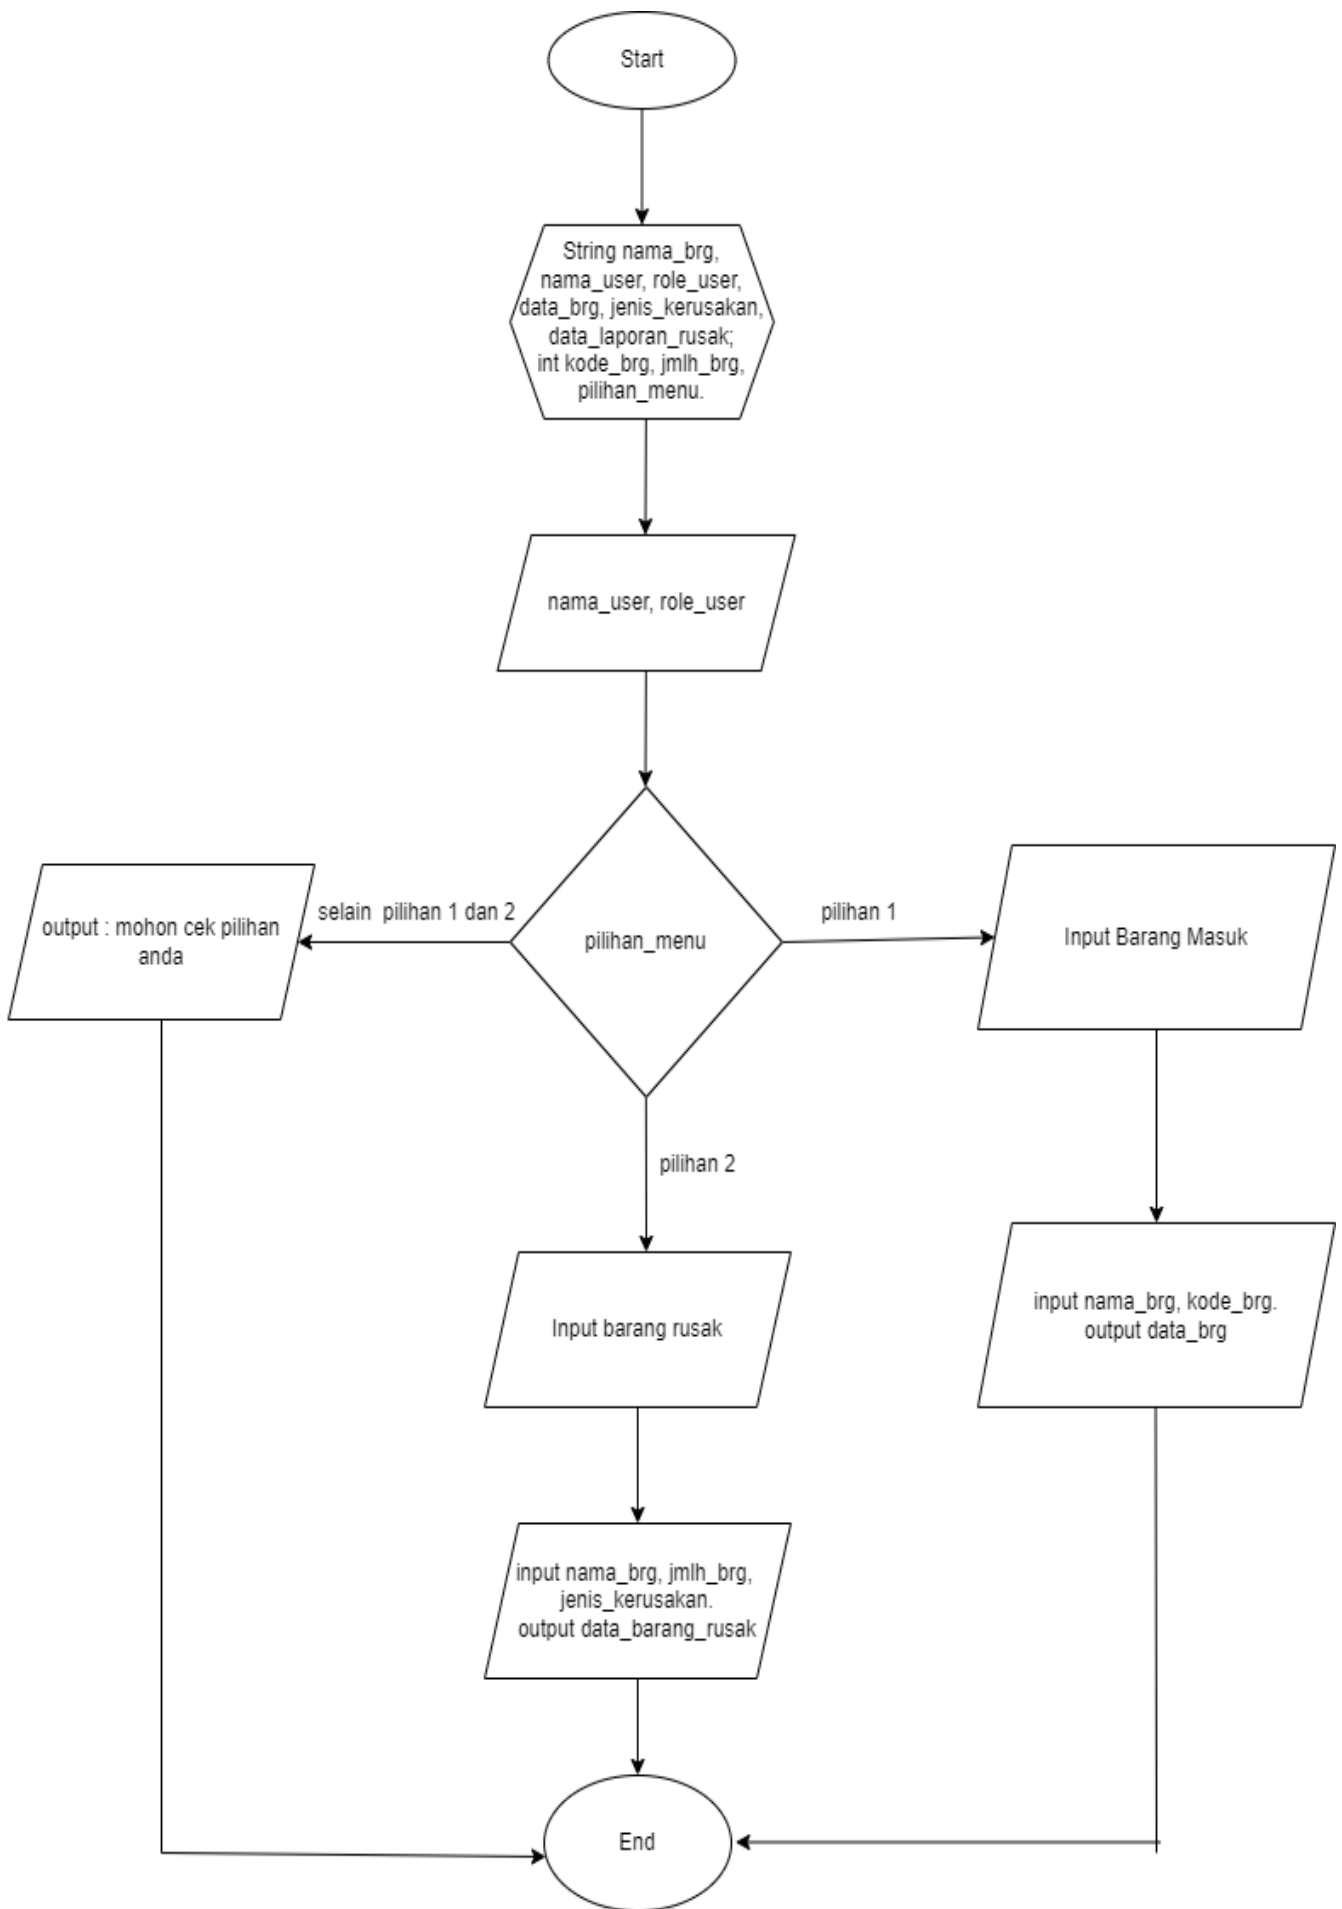 Start
String nama_brg,
nama_user, role_user,
data_brg, jenis_kerusakan,
data_laporan_rusak;
int kode_brg, jmlh_brg,
pilihan_menu.
nama_user, role_user
output : mohon cek pilihan
anda
selain pilihan 1 dan 2
pilihan_menu
pilihan 1
Input Barang Masuk
pilihan 2
input nama_brg, kode_brg.
output data_brg
Input barang rusak
input nama_brg, jmlh_brg,
jenis_kerusakan.
output data_barang_rusak
End